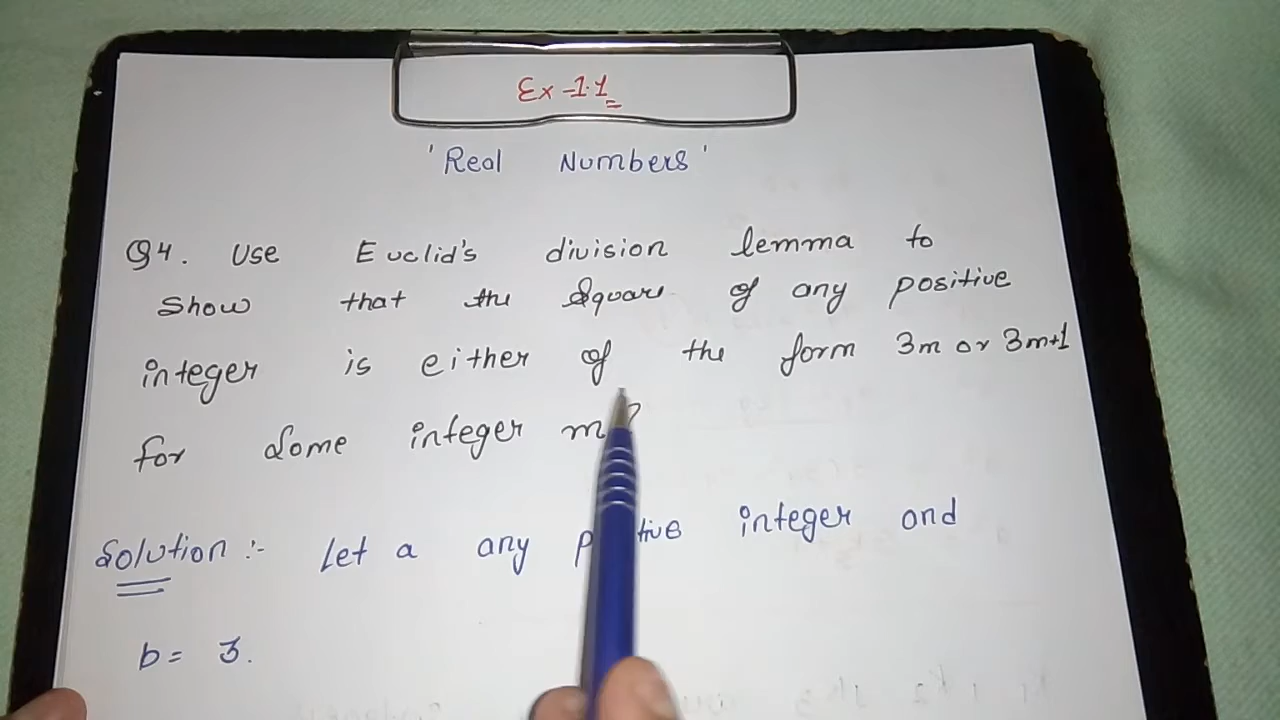 Ex-1.1
'Real Numbers'
Q4. Use Euclid's division lemma to
Show that the Square of any positive
integer is either of the form 3m or 3m+1
for Some integer m?
Solution :- Let a any positive integer and
b = 3.